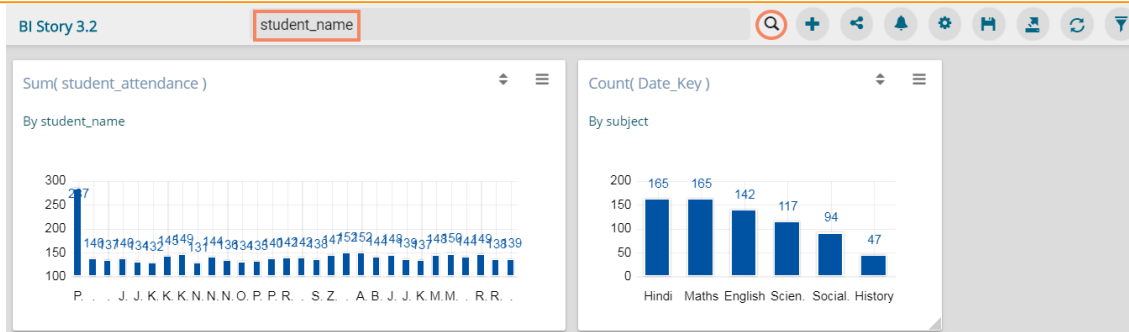 BI Story 3.2
student_name
Sum( student_attendance )
By student_name
300
250
200
150
100
P. . . J. J. K. K. K. N. N. N. O. P. P. R. . S. Z. . A. B. J. J. K. M. M. . R. R. .
Count( Date_Key )
By subject
200
150
100
50
0
165 165 142 117 94 47
Hindi Maths English Scien. Social. History